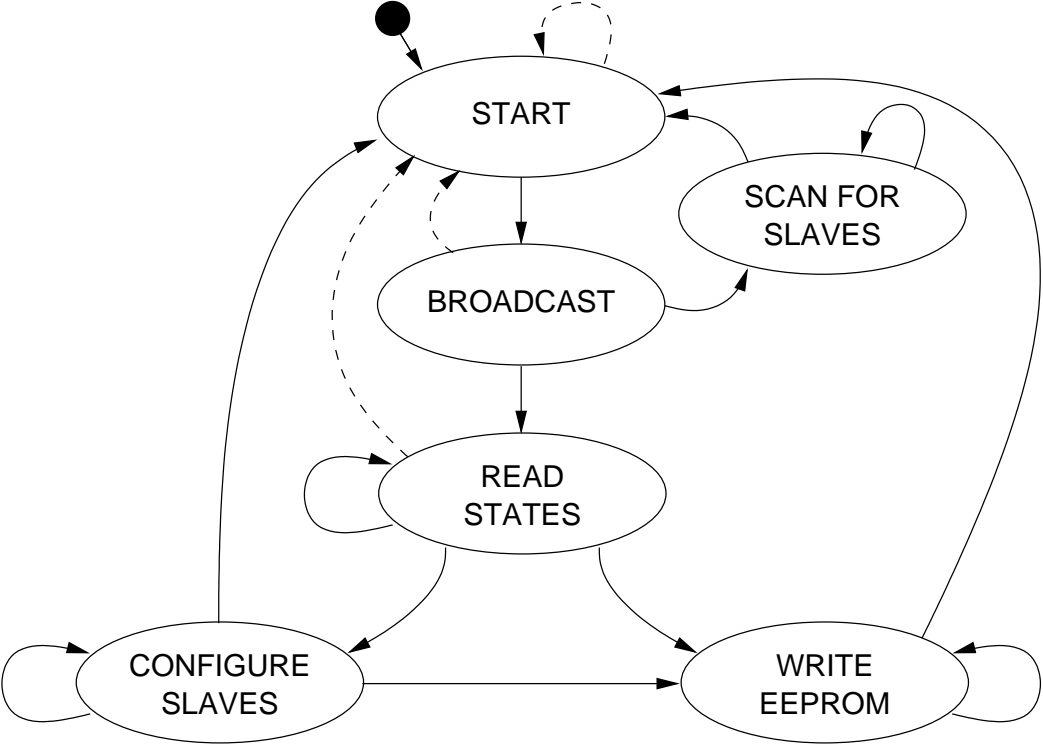 START
SCAN FOR
SLAVES
BROADCAST
READ
STATES
CONFIGURE
SLAVES
WRITE
EEPROM